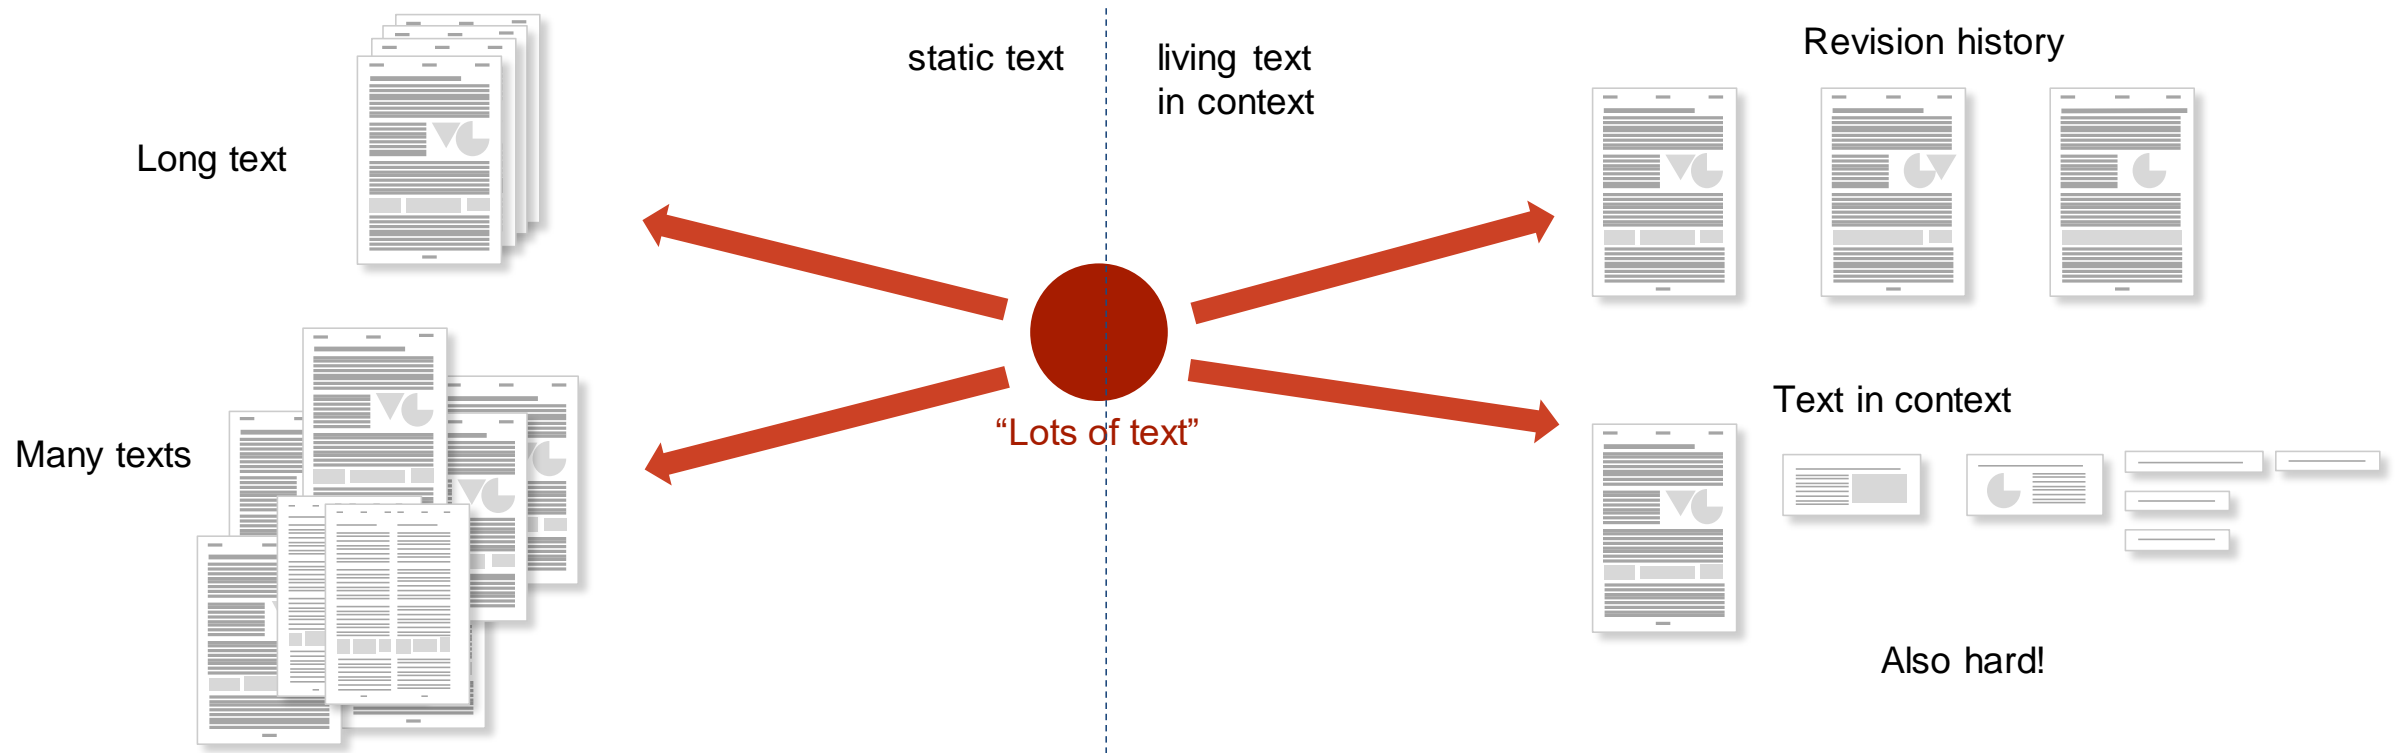 static text
living text
in context
Revision history
Long text
Many texts
“Lots of text”
Text in context
Also hard!